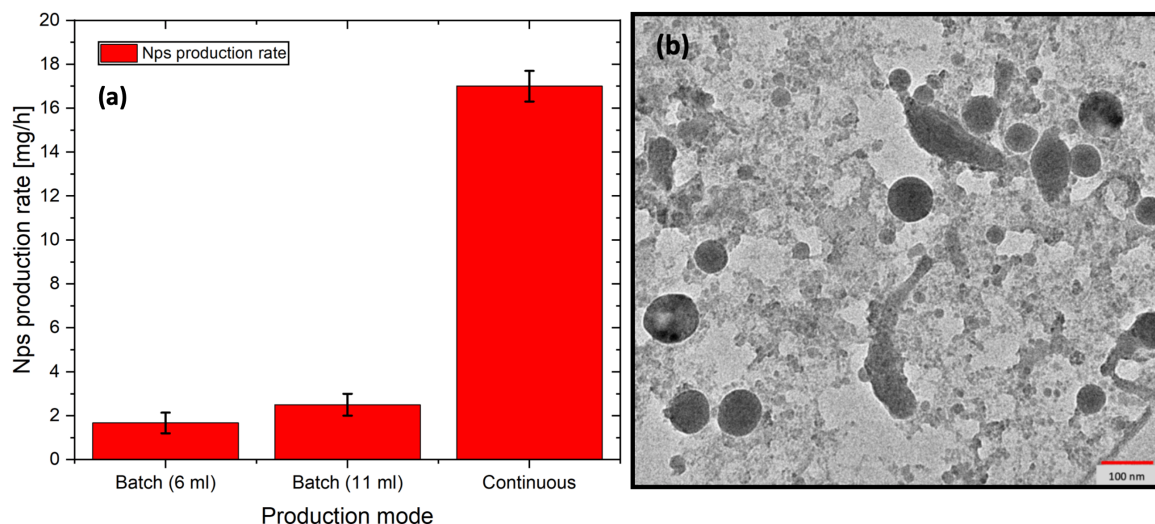 20
18
16
14
12
10
8
6
4
2
0
Nps production rate [mg/h]
Nps production rate
(a)
Batch (6 ml)
Batch (11 ml)
Continuous
Production mode
(b)
100 nm